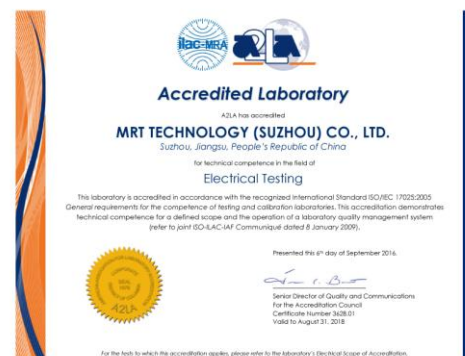 ilac-MRA
A2LA
Accredited Laboratory
A2LA has accredited
MRT TECHNOLOGY (SUZHOU) CO., LTD.
Suzhou, Jiangsu, People's Republic of China
for technical competence in the field of
Electrical Testing
This laboratory is accredited in accordance with the recognized International Standard ISO/IEC 17025:2005
General requirements for the competence of testing and calibration laboratories. This accreditation demonstrates
technical competence for a defined scope and the operation of a laboratory quality management system
(refer to joint ISO-ILAC-IAF Communiqué dated 8 January 2009).
Presented this 6th day of September 2016.
Senior Director of Quality and Communications
For the Accreditation Council
Certificate Number 3628.01
Valid to August 31, 2018
SEAL
A2LA
For the tests to which this accreditation applies, please refer to the laboratory's Electrical Scope of Accreditation.